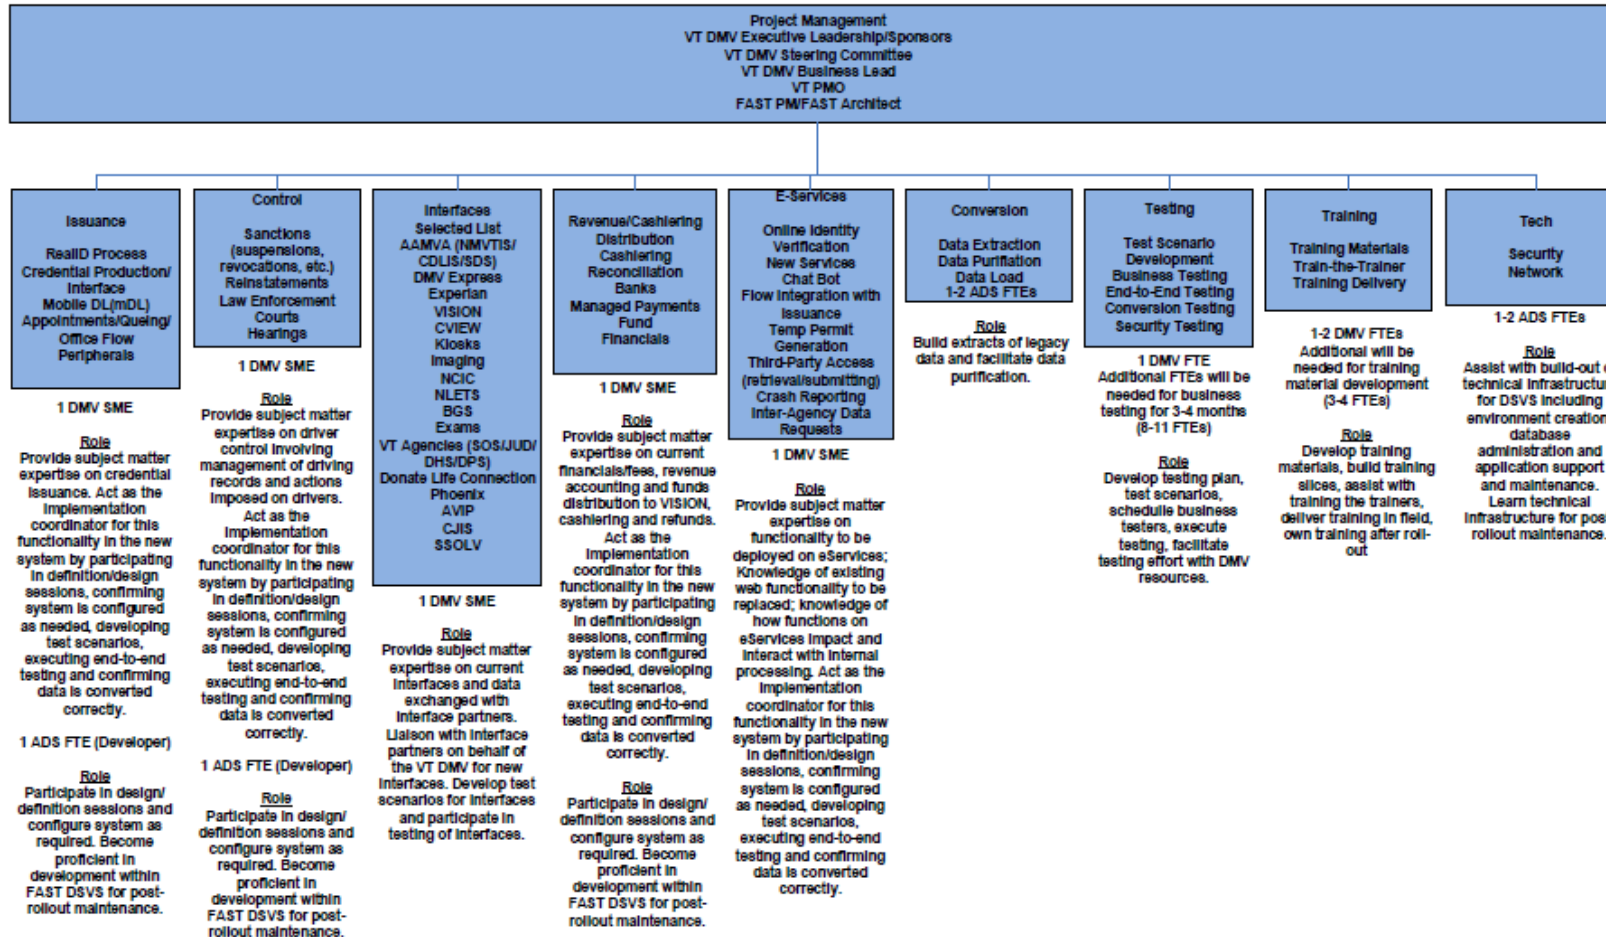 Project Management
VT DMV Executive Leadership/Sponsors
VT DMV Steering Committee
VT DMV Business Lead
VT PMO
FAST PM/FAST Architect
Issuance
RealID Process
Credential Production/
Interface
Mobile DL(mDL)
Appointments/Queing/
Office Flow
Peripherals
1 DMV SME
Role
Provide subject matter
expertise on credential
issuance. Act as the
implementation
coordinator for this
functionality in the new
system by participating
in definition/design
sessions, confirming
system is configured
as needed, developing
test scenarios,
executing end-to-end
testing and confirming
data is converted
correctly.
1 ADS FTE (Developer)
Role
Participate in design/
definition sessions and
configure system as
required. Become
proficient in
development within
FAST DSVS for post-
rollout maintenance.
Control
Sanctions
(suspensions,
revocations, etc.)
Reinstatements
Law Enforcement
Courts
Hearings
1 DMV SME
Role
Provide subject matter
expertise on driver
control involving
management of driving
records and actions
imposed on drivers.
Act as the
implementation
coordinator for this
functionality in the new
system by participating
in definition/design
sessions, confirming
system is configured
as needed, developing
test scenarios,
executing end-to-end
testing and confirming
data is converted
correctly.
1 ADS FTE (Developer)
Role
Participate in design/
definition sessions and
configure system as
required. Become
proficient in
development within
FAST DSVS for post-
rollout maintenance.
Interfaces
Selected List
AAMVA (NMVTIS/
CDLIS/SDS)
DMV Express
Experian
VISION
CVIEW
Kiosks
Imaging
NCIC
NLETS
BGS
Exams
VT Agencies (SOS/JUD/
DHS/DPS)
Donate Life Connection
Phoenix
AVIP
CJIS
SSOLV
1 DMV SME
Role
Provide subject matter
expertise on current
interfaces and data
exchanged with
interface partners.
Liaison with interface
partners on behalf of
the VT DMV for new
interfaces. Develop test
scenarios for interfaces
and participate in
testing of interfaces.
Revenue/Cashiering
Distribution
Cashiering
Reconciliation
Banks
Managed Payments
Fund
Financials
1 DMV SME
Role
Provide subject matter
expertise on current
financials/fees, revenue
accounting and funds
distribution to VISION,
cashiering and refunds.
Act as the
implementation
coordinator for this
functionality in the new
system by participating
in definition/design
sessions, confirming
system is configured
as needed, developing
test scenarios,
executing end-to-end
testing and confirming
data is converted
correctly.
Role
Participate in design/
definition sessions and
configure system as
required. Become
proficient in
development within
FAST DSVS for post-
rollout maintenance.
E-Services
Online Identity
Verification
New Services
Chat Bot
Flow Integration with
Issuance
Temp Permit
Generation
Third-Party Access
(retrieval/submitting)
Crash Reporting
Inter-Agency Data
Requests
1 DMV SME
Role
Provide subject matter
expertise on
functionality to be
deployed on eServices;
Knowledge of existing
web functionality to be
replaced; knowledge of
how functions on
eServices impact and
interact with internal
processing. Act as the
implementation
coordinator for this
functionality in the new
system by participating
in definition/design
sessions, confirming
system is configured
as needed, developing
test scenarios,
executing end-to-end
testing and confirming
data is converted
correctly.
Conversion
Data Extraction
Data Purifiation
Data Load
1-2 ADS FTEs
Role
Build extracts of legacy
data and facilitate data
purification.
Testing
Test Scenario
Development
Business Testing
End-to-End Testing
Conversion Testing
Security Testing
1 DMV FTE
Additional FTEs will be
needed for business
testing for 3-4 months
(8-11 FTEs)
Role
Develop testing plan,
test scenarios,
schedulle business
testers, execute
testing, facilitate
testing effort with DMV
resources.
Training
Training Materials
Train-the-Trainer
Training Delivery
1-2 DMV FTEs
Additional will be
needed for training
material development
(3-4 FTEs)
Role
Develop training
materials, build training
slices, assist with
training the trainers,
deliver training in field,
own training after roll-
out
Tech
Security
Network
1-2 ADS FTEs
Role
Assist with build-out
technical infrastructur
for DSVS including
environment creation
database
administration and
application support
and maintenance.
Learn technical
infrastructure for pos
rollout maintenance.